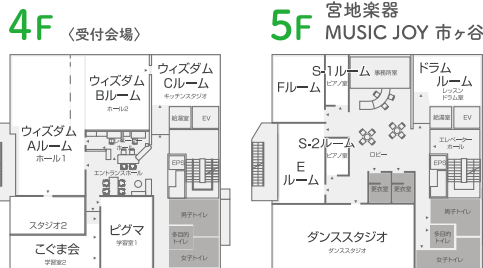 4F 〈受付会場〉
ウィズダム
Bルーム
ホール2
ウィズダム
Cルーム
キッチンスタジオ
ウィズダム
Aルーム
ホール1
給湯室
EV
エントランスホール
EPS
スタジオ2
こぐま会
学習室2
ピグマ
学習室1
男子トイレ
多目的
トイレ
女子トイレ
5F 宮地楽器
MUSIC JOY 市ヶ谷
Fルーム
S-1ルーム
ピアノ室
事務所室
ドラム
ルーム
レッスン
ドラム室
給湯室
EV
S-2ルーム
ピアノ室
ロビー
エレベーター
ホール
E
ルーム
EPS
更衣室
更衣室
ダンススタジオ
ダンススタジオ
男子トイレ
多目的
トイレ
女子トイレ